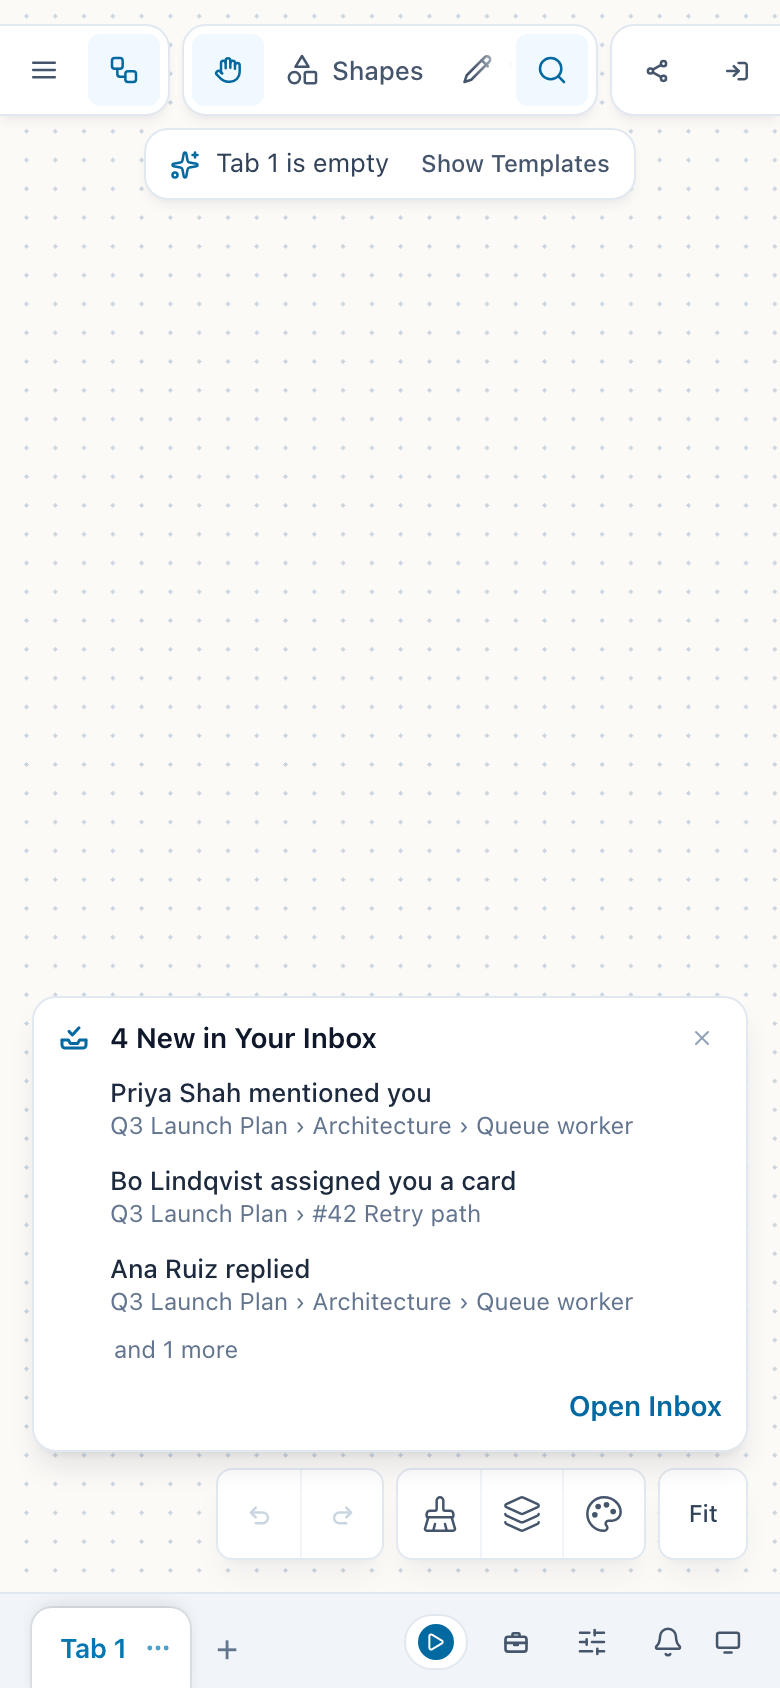 Shapes
Tab 1 is empty Show Templates
4 New in Your Inbox
Priya Shah mentioned you
Q3 Launch Plan › Architecture › Queue worker
Bo Lindqvist assigned you a card
Q3 Launch Plan › #42 Retry path
Ana Ruiz replied
Q3 Launch Plan › Architecture › Queue worker
and 1 more
Open Inbox
Fit
Tab 1